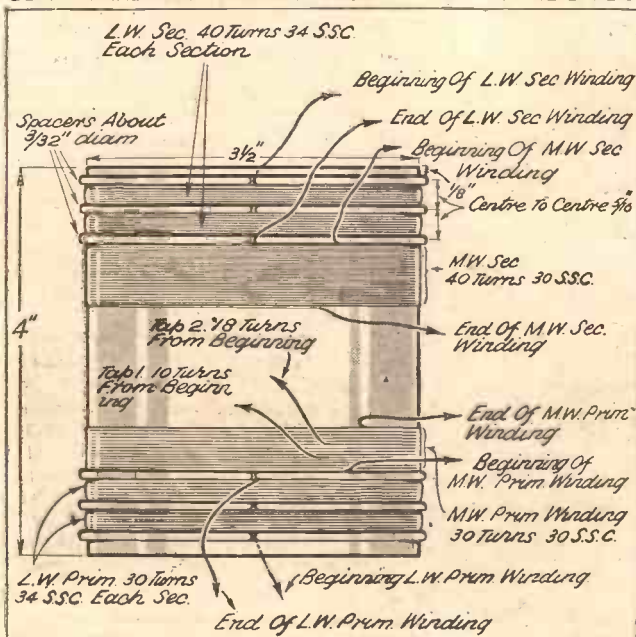 L.W. Sec. 40 Turns 34 S.S.C.
Each Section
Beginning Of L.W. Sec Winding
End Of L.W. Sec Winding
Spacers About
3/32" diam
3½"
Beginning Of M.W. Sec
Winding
1/8"
Centre To Centre 5/16"
M.W. Sec
40 Turns 30 S.S.C.
4"
End Of M.W. Sec.
Winding
Tap 2. 18 Turns
From Beginning
Tap 1. 10 Turns
From Beginn
ing
End Of M.W. Prim
Winding
Beginning Of
M.W. Prim Winding
M.W. Prim Winding
30 Turns 30 S.S.C.
L.W. Prim. 30 Turns
34 S.S.C. Each Sec.
Beginning L.W. Prim. Winding
End Of L.W. Prim. Winding